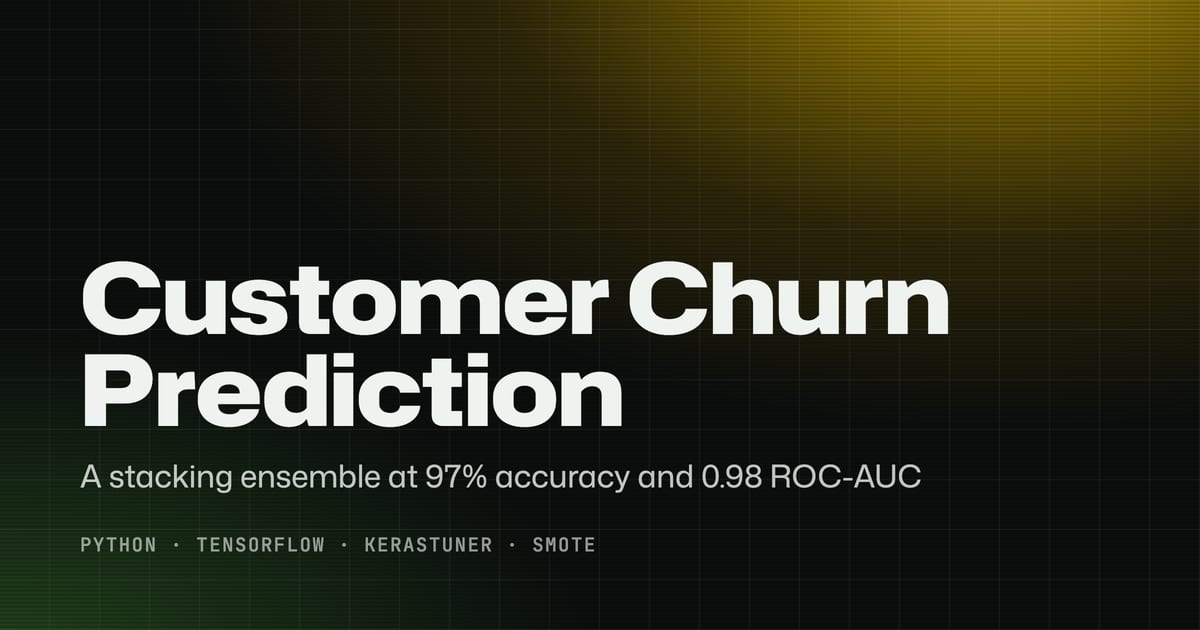 Customer Churn
Prediction
A stacking ensemble at 97% accuracy and 0.98 ROC-AUC
PYTHON · TENSORFLOW · KERASTUNER · SMOTE